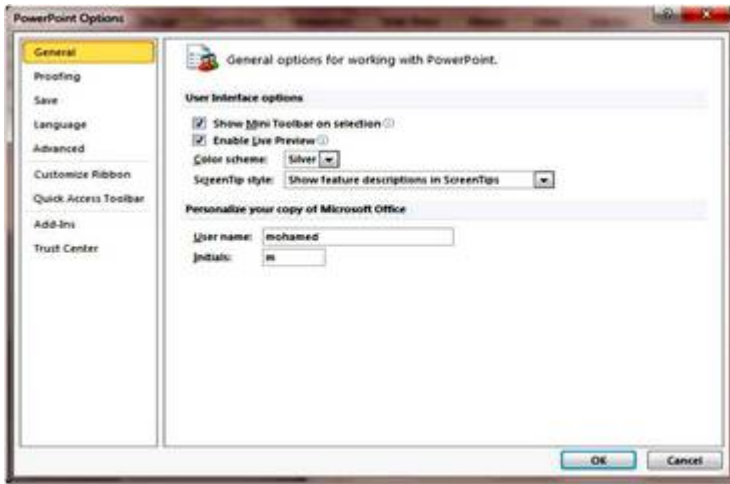 PowerPoint Options
General
Proofing
Save
Language
Advanced
Customize Ribbon
Quick Access Toolbar
Add-Ins
Trust Center
General options for working with PowerPoint.
User Interface options
Show Mini Toolbar on selection
Enable Live Preview
Color scheme: Silver
ScreenTip style: Show feature descriptions in ScreenTips
Personalize your copy of Microsoft Office
User name: mohamed
Initials: m
OK Cancel